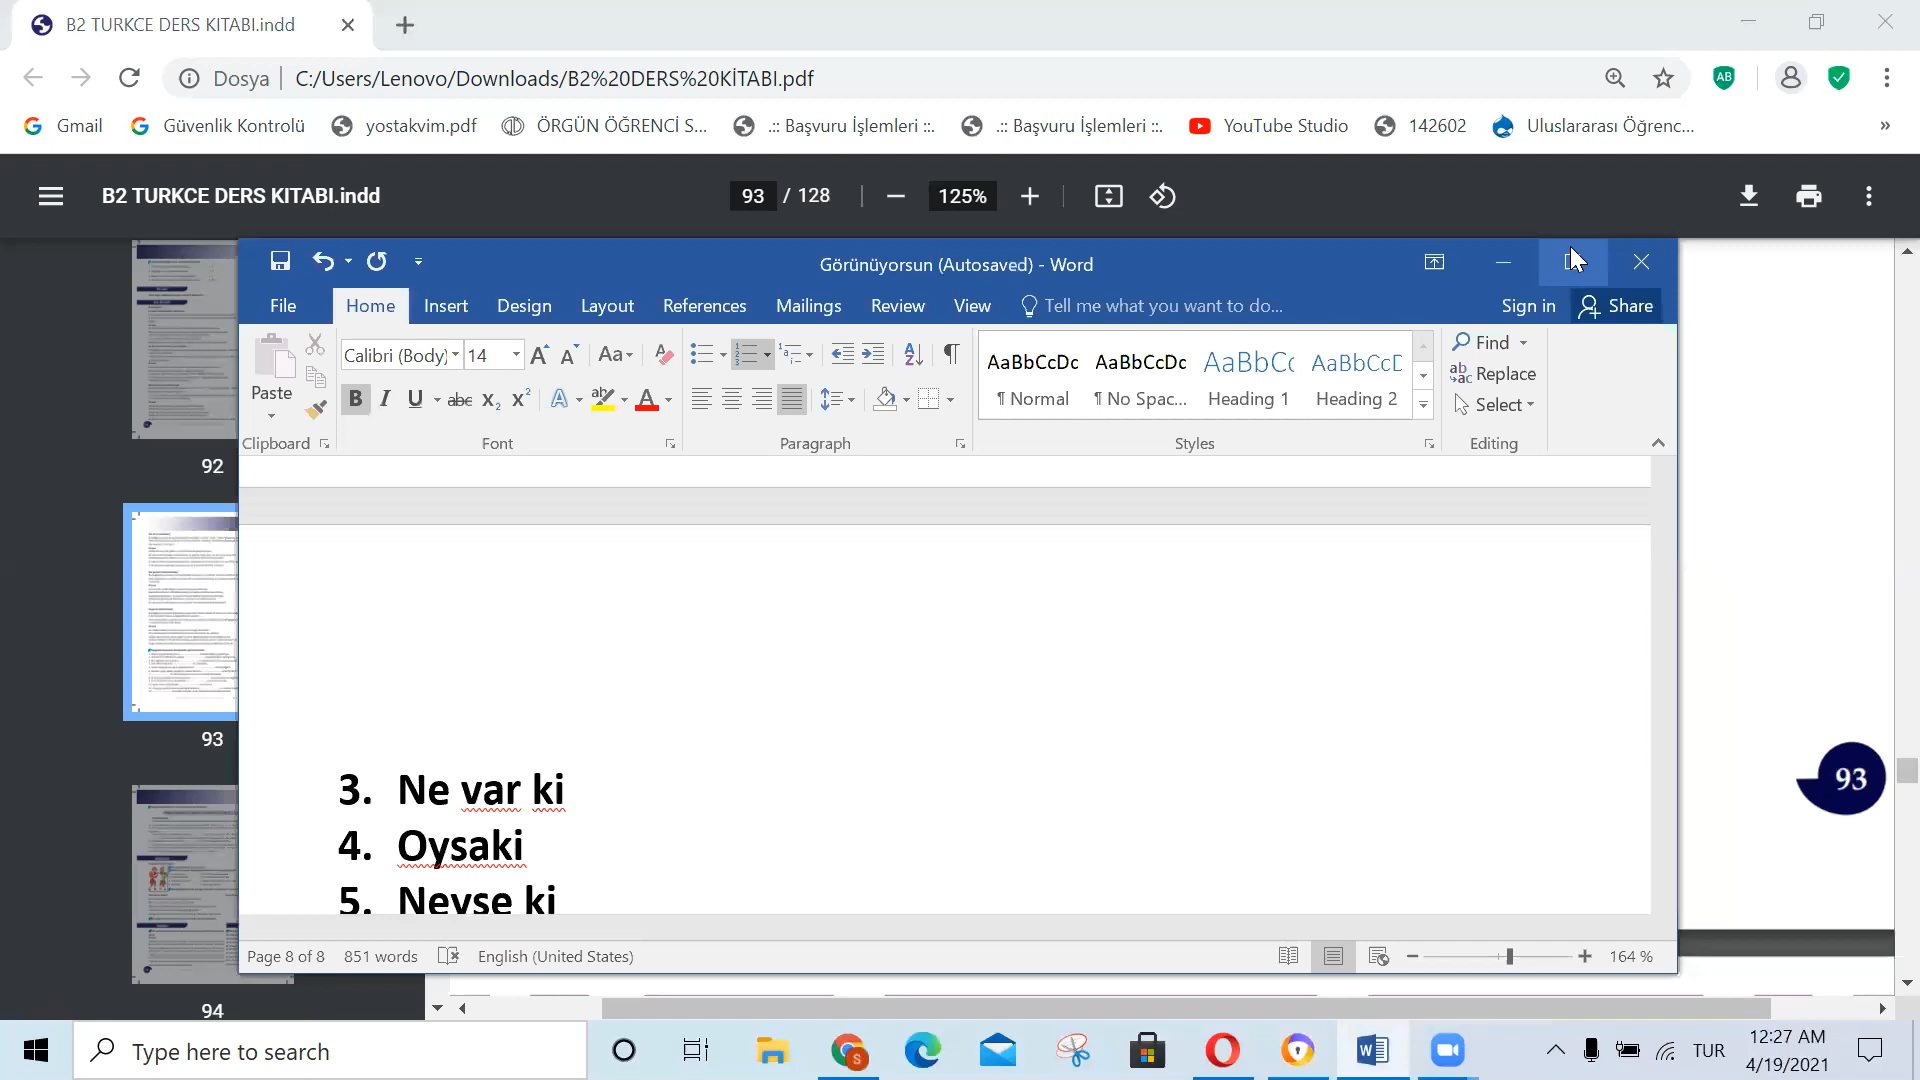 B2 TURKCE DERS KITABI.indd
Dosya
C:/Users/Lenovo/Downloads/B2%20DERS%20KİTABI.pdf
AB
Gmail
Güvenlik Kontrolü
yostakvim.pdf
ÖRGÜN ÖĞRENCİ S...
.:: Başvuru İşlemleri ::.
.:: Başvuru İşlemleri ::.
YouTube Studio
142602
Uluslararası Öğrenc...
»
B2 TURKCE DERS KITABI.indd
93 / 128
125%
Görünüyorsun (Autosaved) - Word
File Home Insert Design Layout References Mailings Review View Tell me what you want to do... Sign in Share
Paste
Clipboard
Calibri (Body) 14
Font
Paragraph
AaBbCcDc AaBbCcDc AaBbC( AaBbCcE
¶ Normal ¶ No Spac... Heading 1 Heading 2
Styles
Find
Replace
Select
Editing
92
93
94
3. Ne var ki
4. Oysaki
5. Neyse ki
93
Page 8 of 8 851 words English (United States) 164 %
Type here to search
TUR
12:27 AM
4/19/2021